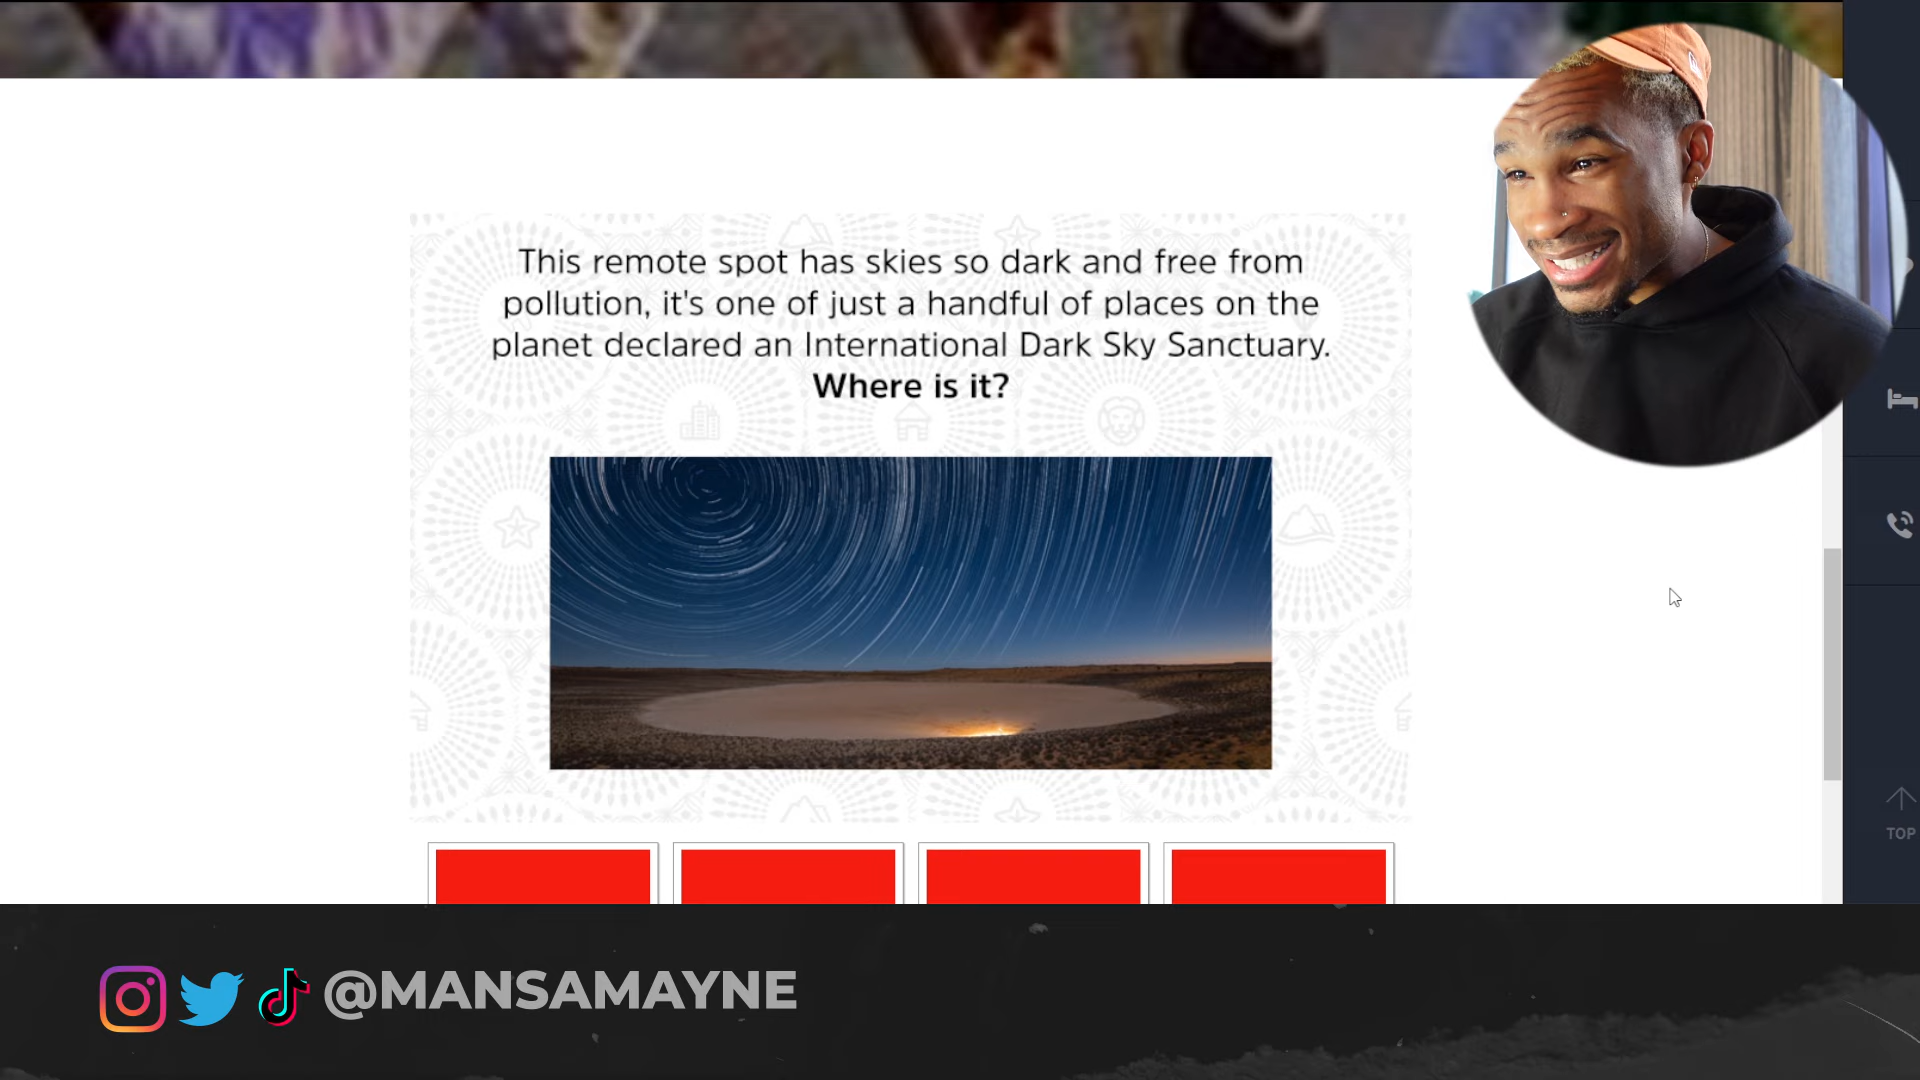 This remote spot has skies so dark and free from
pollution, it's one of just a handful of places on the
planet declared an International Dark Sky Sanctuary.
Where is it?
TOP
@MANSAMAYNE